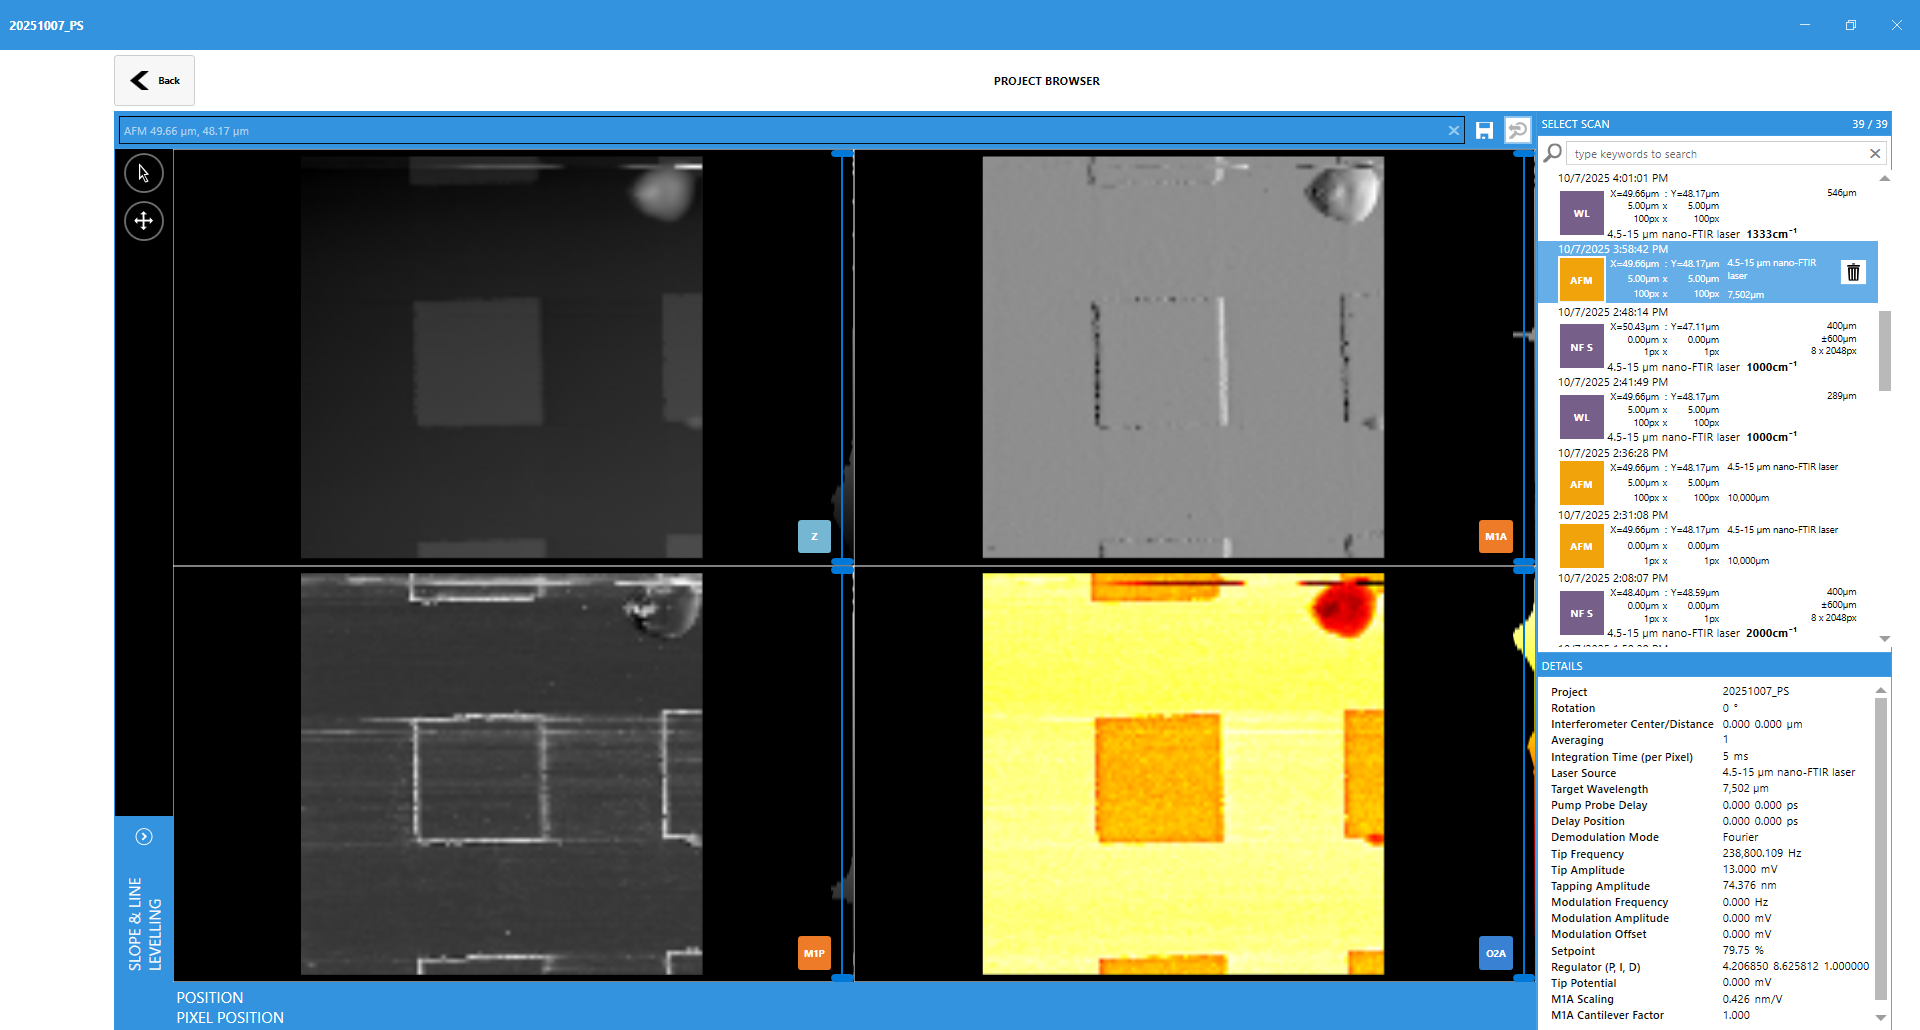 20251007_PS
Back
PROJECT BROWSER
AFM 49.66 µm, 48.17 µm
SELECT SCAN 39 / 39
type keywords to search
10/7/2025 4:01:01 PM
WL
X=49.66µm : Y=48.17µm 546µm
5.00µm x 5.00µm
100px x 100px
4.5-15 µm nano-FTIR laser 1333cm⁻¹
10/7/2025 3:58:42 PM
AFM
X=49.66µm : Y=48.17µm 4.5-15 µm nano-FTIR laser
5.00µm x 5.00µm
100px x 100px 7,502µm
10/7/2025 2:48:14 PM
NF S
X=50.43µm : Y=47.11µm 400µm
0.00µm x 0.00µm ±600µm
1px x 1px 8 x 2048px
4.5-15 µm nano-FTIR laser 1000cm⁻¹
10/7/2025 2:41:49 PM
WL
X=49.66µm : Y=48.17µm 289µm
5.00µm x 5.00µm
100px x 100px
4.5-15 µm nano-FTIR laser 1000cm⁻¹
10/7/2025 2:36:28 PM
AFM
X=49.66µm : Y=48.17µm 4.5-15 µm nano-FTIR laser
5.00µm x 5.00µm
100px x 100px 10,000µm
10/7/2025 2:31:08 PM
AFM
X=49.66µm : Y=48.17µm 4.5-15 µm nano-FTIR laser
0.00µm x 0.00µm
1px x 1px 10,000µm
10/7/2025 2:08:07 PM
NF S
X=48.40µm : Y=48.59µm 400µm
0.00µm x 0.00µm ±600µm
1px x 1px 8 x 2048px
4.5-15 µm nano-FTIR laser 2000cm⁻¹
Z
M1A
M1P
O2A
SLOPE & LINE
LEVELLING
POSITION
PIXEL POSITION
DETAILS
Project 20251007_PS
Rotation 0 °
Interferometer Center/Distance 0.000 0.000 µm
Averaging 1
Integration Time (per Pixel) 5 ms
Laser Source 4.5-15 µm nano-FTIR laser
Target Wavelength 7,502 µm
Pump Probe Delay 0.000 0.000 ps
Delay Position 0.000 0.000 ps
Demodulation Mode Fourier
Tip Frequency 238,800.109 Hz
Tip Amplitude 13.000 mV
Tapping Amplitude 74.376 nm
Modulation Frequency 0.000 Hz
Modulation Amplitude 0.000 mV
Modulation Offset 0.000 mV
Setpoint 79.75 %
Regulator (P, I, D) 4.206850 8.625812 1.000000
Tip Potential 0.000 mV
M1A Scaling 0.426 nm/V
M1A Cantilever Factor 1.000